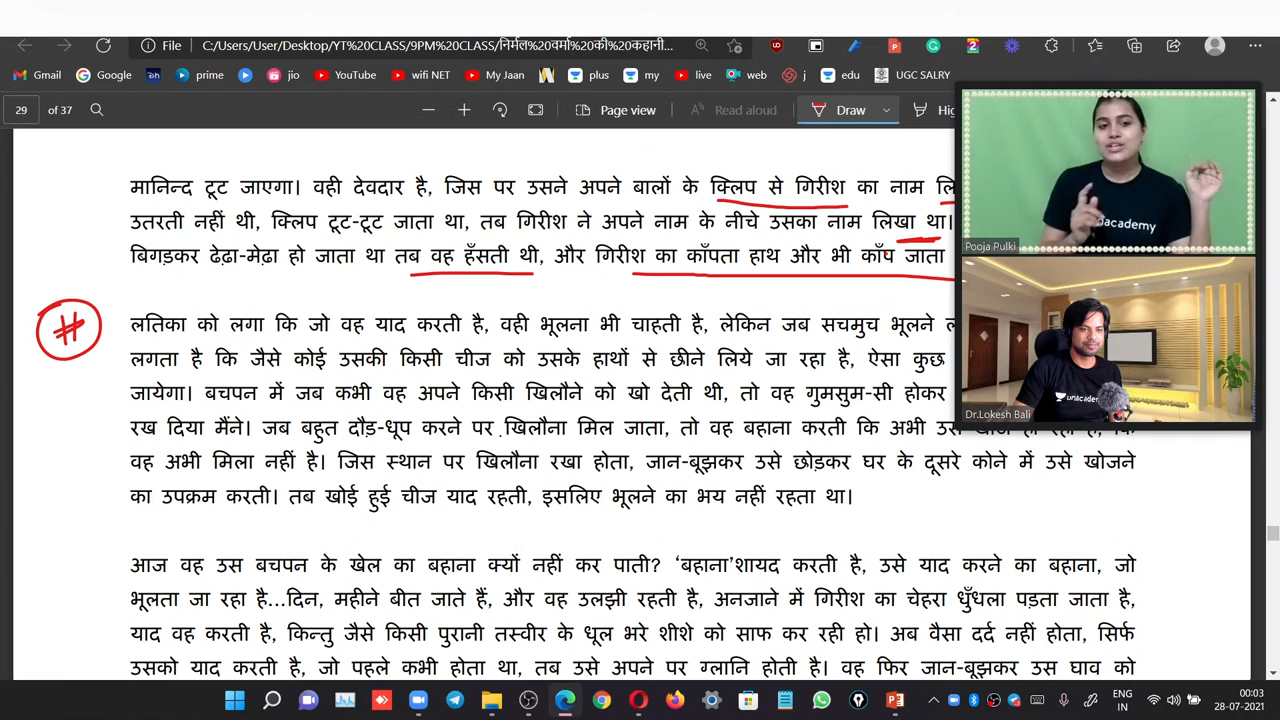 File
C:/Users/User/Desktop/YT%20CLASS/9PM%20CLASS/निर्मल%20वर्मा%20की%20कहानी...
Gmail Google prime jio YouTube wifi NET My Jaan plus my live web j edu UGC SALRY
29 of 37 Page view Read aloud Draw
मानिन्द टूट जाएगा। वही देवदार है, जिस पर उसने अपने बालों के क्लिप से गिरीश का नाम
उतरती नहीं थी, क्लिप टूट-टूट जाता था, तब गिरीश ने अपने नाम के नीचे उसका नाम लिखा था।
बिगड़कर ढेढ़ा-मेढ़ा हो जाता था तब वह हँसती थी, और गिरीश का काँपता हाथ और भी काँप जाता
#
लतिका को लगा कि जो वह याद करती है, वही भूलना भी चाहती है, लेकिन जब सचमुच भूलने
लगता है कि जैसे कोई उसकी किसी चीज को उसके हाथों से छीने लिये जा रहा है, ऐसा कुछ
जायेगा। बचपन में जब कभी वह अपने किसी खिलौने को खो देती थी, तो वह गुमसुम-सी होकर
रख दिया मैंने। जब बहुत दौड़-धूप करने पर खिलौना मिल जाता, तो वह बहाना करती कि अभी
वह अभी मिला नहीं है। जिस स्थान पर खिलौना रखा होता, जान-बूझकर उसे छोड़कर घर के दूसरे कोने में उसे खोजने
का उपक्रम करती। तब खोई हुई चीज याद रहती, इसलिए भूलने का भय नहीं रहता था।
आज वह उस बचपन के खेल का बहाना क्यों नहीं कर पाती? ‘बहाना’शायद करती है, उसे याद करने का बहाना, जो
भूलता जा रहा है...दिन, महीने बीत जाते हैं, और वह उलझी रहती है, अनजाने में गिरीश का चेहरा धुँधला पड़ता जाता है,
याद वह करती है, किन्तु जैसे किसी पुरानी तस्वीर के धूल भरे शीशे को साफ कर रही हो। अब वैसा दर्द नहीं होता, सिर्फ
उसको याद करती है, जो पहले कभी होता था, तब उसे अपने पर ग्लानि होती है। वह फिर जान-बूझकर उस घाव को
unacademy
Pooja Pulki
unacademy
Dr.Lokesh Bali
ENG
IN
00:03
28-07-2021